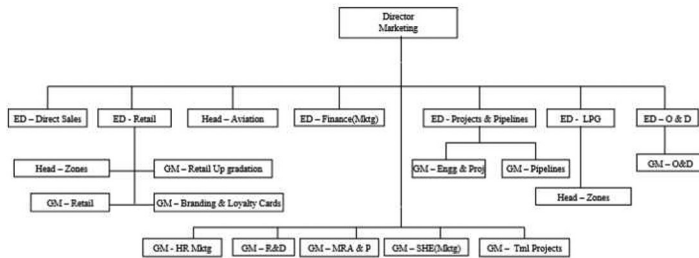 Director
Marketing
ED – Direct Sales
ED - Retail
Head – Aviation
ED – Finance(Mktg)
ED - Projects & Pipelines
ED - LPG
ED – O & D
Head – Zones
GM – Retail Up gradation
GM – Engg & Proj
GM – Pipelines
GM – O&D
GM – Retail
GM – Branding & Loyalty Cards
Head – Zones
GM - HR Mktg
GM – R&D
GM – MRA & P
GM – SHE(Mktg)
GM – Tml Projects